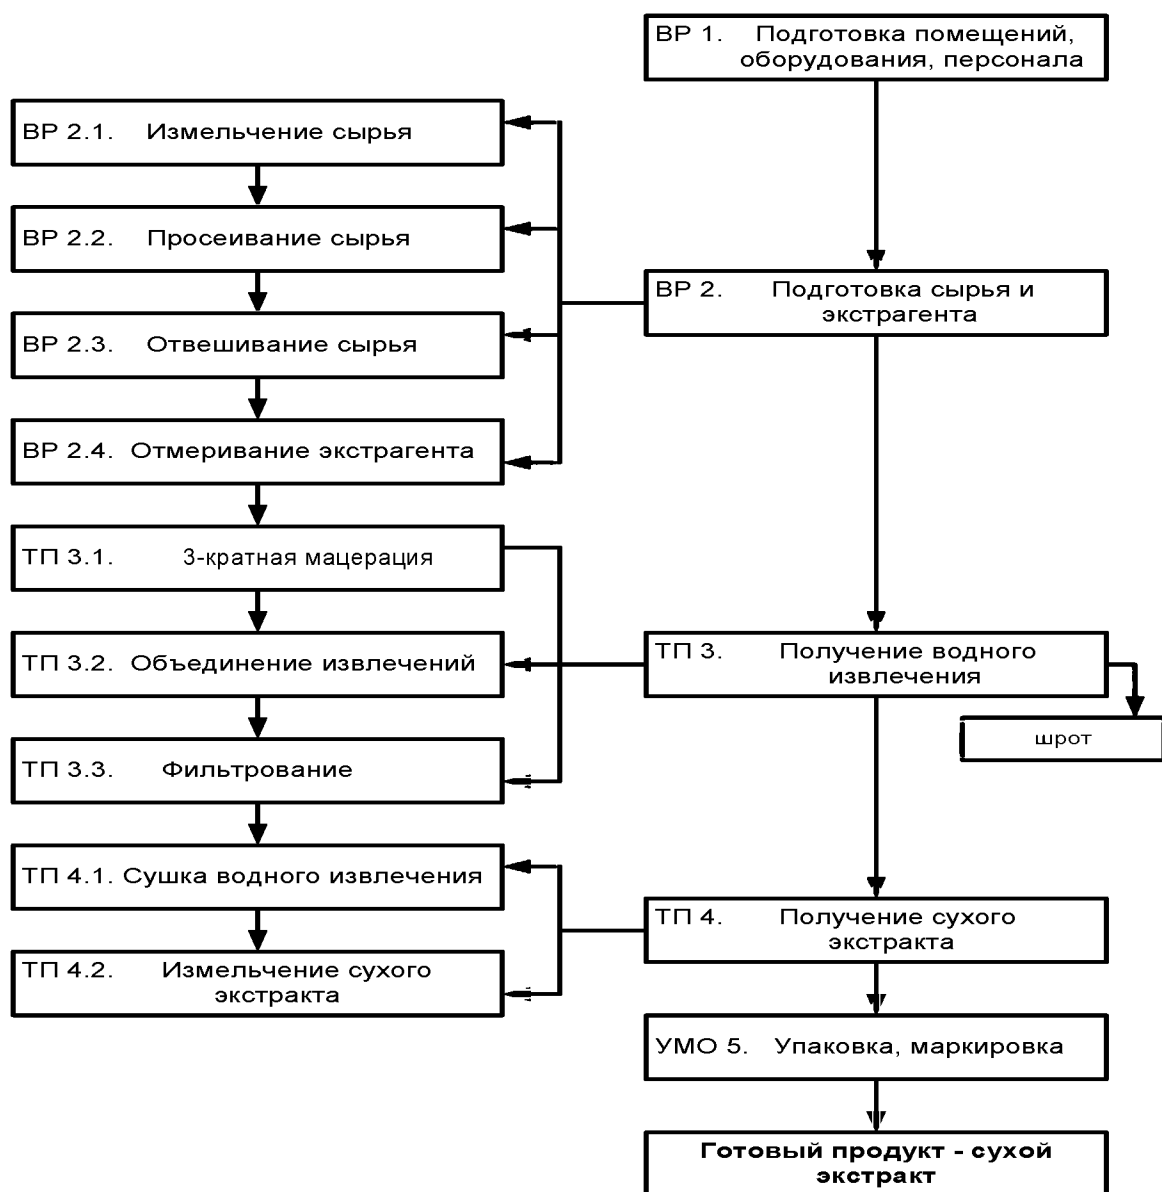 ВР 1. Подготовка помещений,
оборудования, персонала
ВР 2.1. Измельчение сырья
ВР 2.2. Просеивание сырья
ВР 2. Подготовка сырья и
экстрагента
ВР 2.3. Отвешивание сырья
ВР 2.4. Отмеривание экстрагента
ТП 3.1. 3-кратная мацерация
ТП 3.2. Объединение извлечений
ТП 3. Получение водного
извлечения
шрот
ТП 3.3. Фильтрование
ТП 4.1. Сушка водного извлечения
ТП 4. Получение сухого
экстракта
ТП 4.2. Измельчение сухого
экстракта
УМО 5. Упаковка, маркировка
Готовый продукт - сухой
экстракт